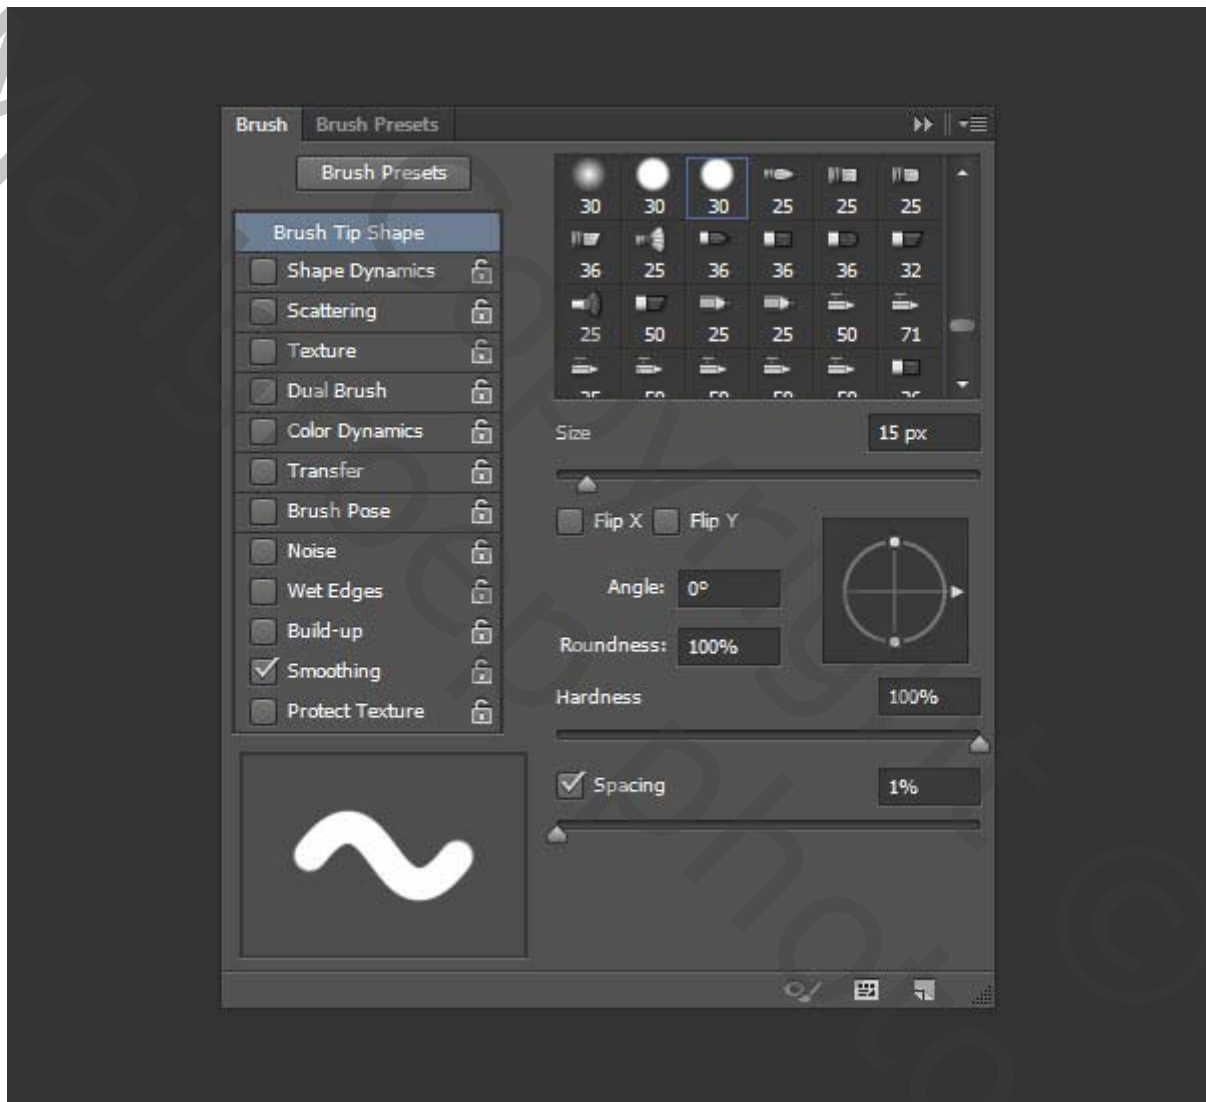 Brush Brush Presets
Brush Presets
Brush Tip Shape
Shape Dynamics
Scattering
Texture
Dual Brush
Color Dynamics
Transfer
Brush Pose
Noise
Wet Edges
Build-up
Smoothing
Protect Texture
30 30 30 25 25 25
36 25 36 36 36 32
25 50 25 25 50 71
Size 15 px
Flip X Flip Y
Angle: 0º
Roundness: 100%
Hardness 100%
Spacing 1%
Copyright ©
photo